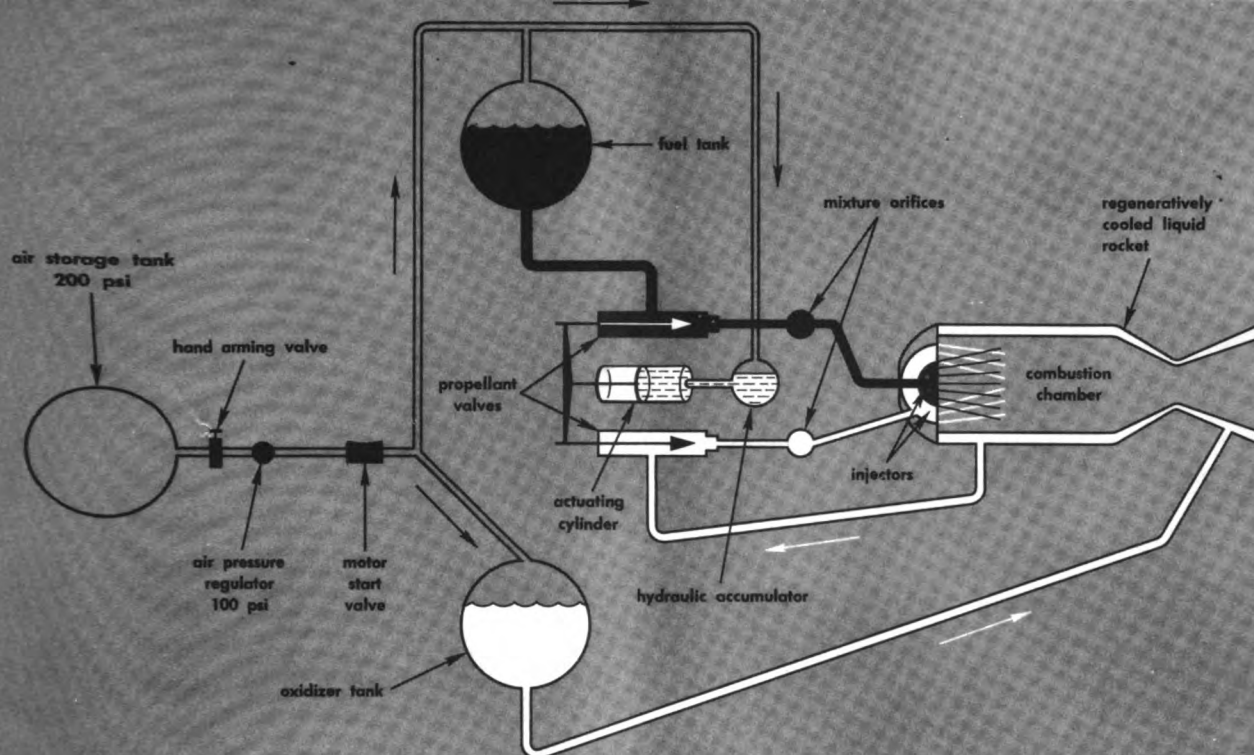 fuel tank
mixture orifices
regeneratively
cooled liquid
rocket
air storage tank
200 psi
hand arming valve
propellant
valves
combustion
chamber
injectors
actuating
cylinder
air pressure
regulator
100 psi
motor
start
valve
hydraulic accumulator
oxidizer tank